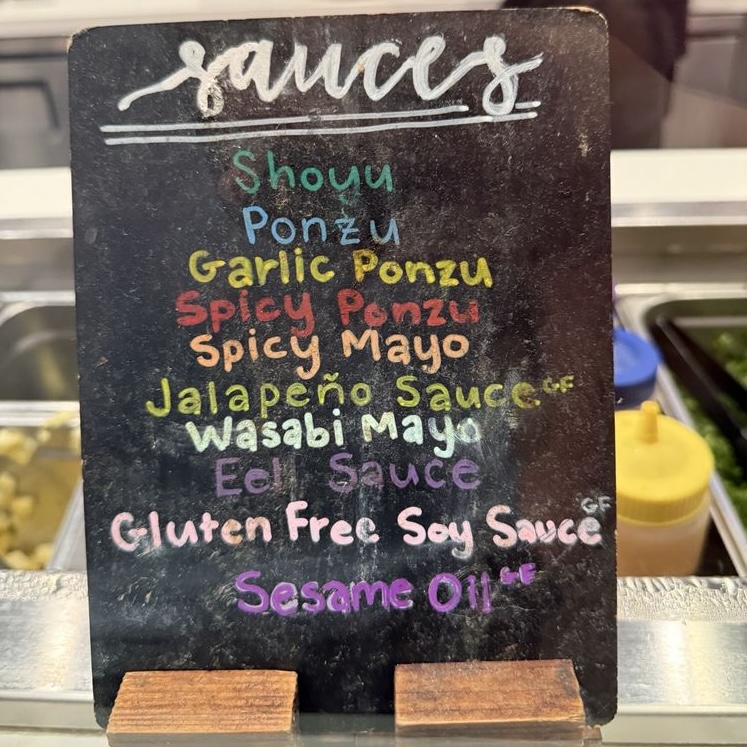 sauces
Shoyu
Ponzu
Garlic Ponzu
Spicy Ponzu
Spicy Mayo
Jalapeño Sauce GF
Wasabi Mayo
Eel Sauce
Gluten Free Soy Sauce GF
Sesame Oil GF